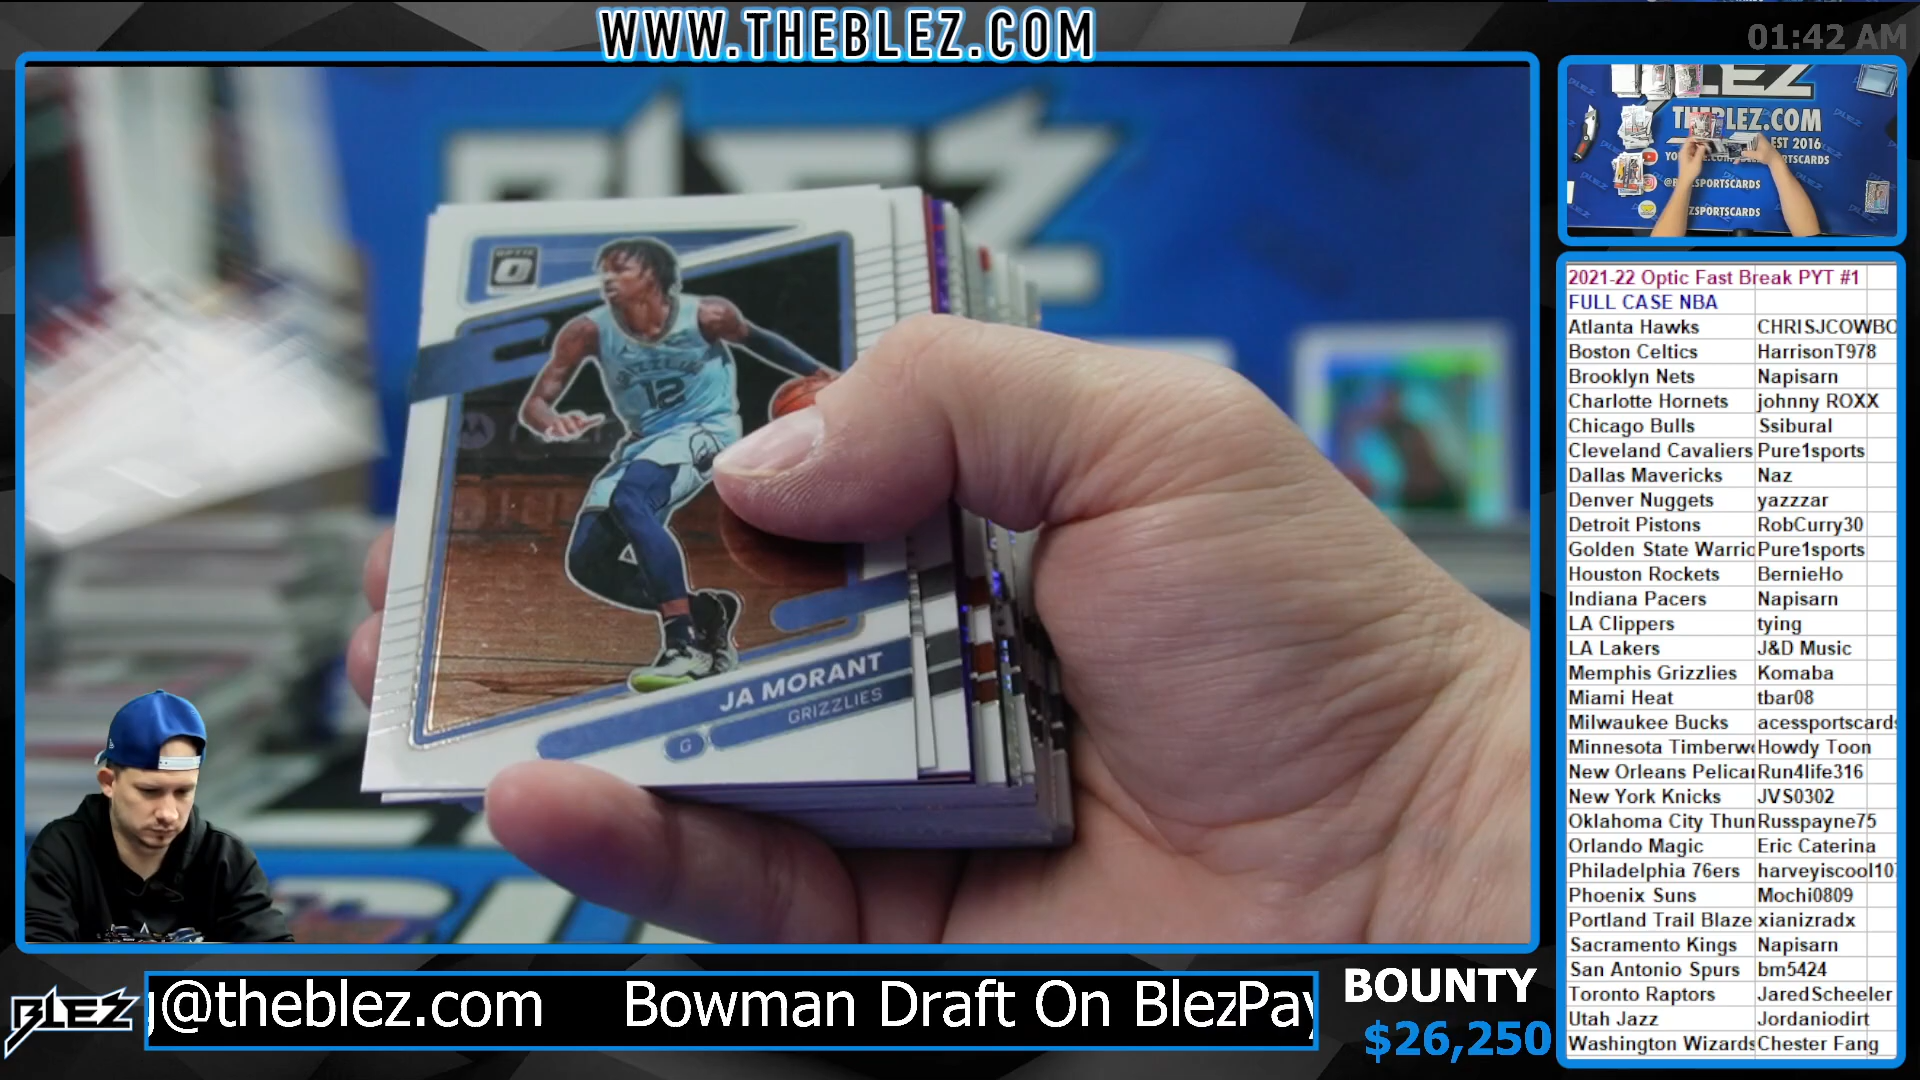 WWW.THEBLEZ.COM
01:42 AM
BLEZ
THEBLEZ.COM
EST 2016
OPTIC
12
JA MORANT
GRIZZLIES
G
2021-22 Optic Fast Break PYT #1
FULL CASE NBA
Atlanta Hawks CHRISJCOWBO
Boston Celtics HarrisonT978
Brooklyn Nets Napisarn
Charlotte Hornets johnny ROXX
Chicago Bulls Ssibural
Cleveland Cavaliers Pure1sports
Dallas Mavericks Naz
Denver Nuggets yazzzar
Detroit Pistons RobCurry30
Golden State Warric Pure1sports
Houston Rockets BernieHo
Indiana Pacers Napisarn
LA Clippers tying
LA Lakers J&D Music
Memphis Grizzlies Komaba
Miami Heat tbar08
Milwaukee Bucks acessportscards
Minnesota Timberw Howdy Toon
New Orleans Pelica Run4life316
New York Knicks JVS0302
Oklahoma City Thun Russpayne75
Orlando Magic Eric Caterina
Philadelphia 76ers harveyiscool10
Phoenix Suns Mochi0809
Portland Trail Blaze xianizradx
Sacramento Kings Napisarn
San Antonio Spurs bm5424
Toronto Raptors JaredScheeler
Utah Jazz Jordaniodirt
Washington Wizards Chester Fang
BLEZ
@theblez.com Bowman Draft On BlezPay
BOUNTY
$26,250